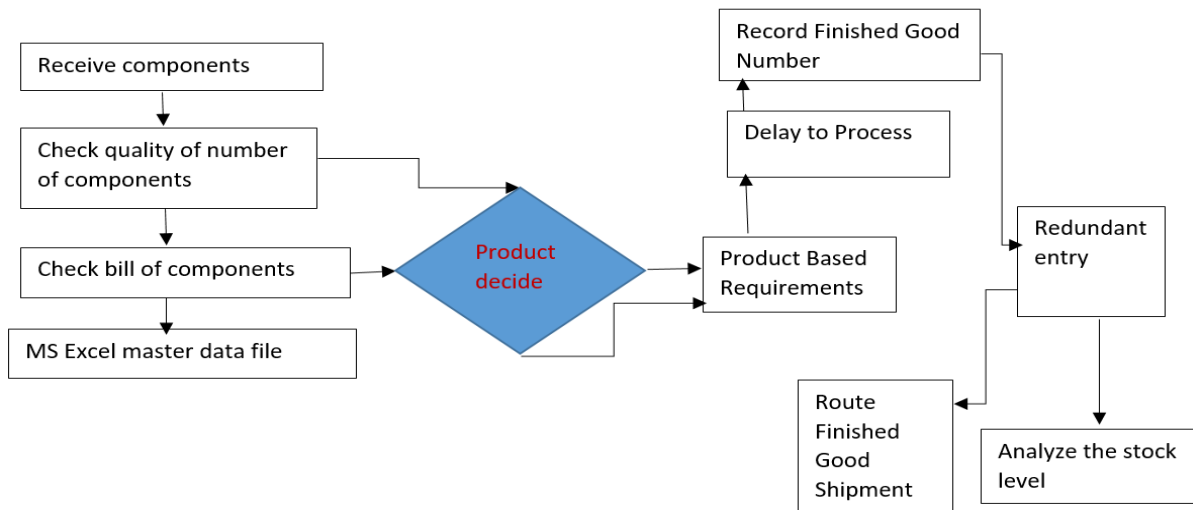 Receive components
Check quality of number
of components
Check bill of components
MS Excel master data file
Product
decide
Record Finished Good
Number
Delay to Process
Product Based
Requirements
Redundant
entry
Route
Finished
Good
Shipment
Analyze the stock
level